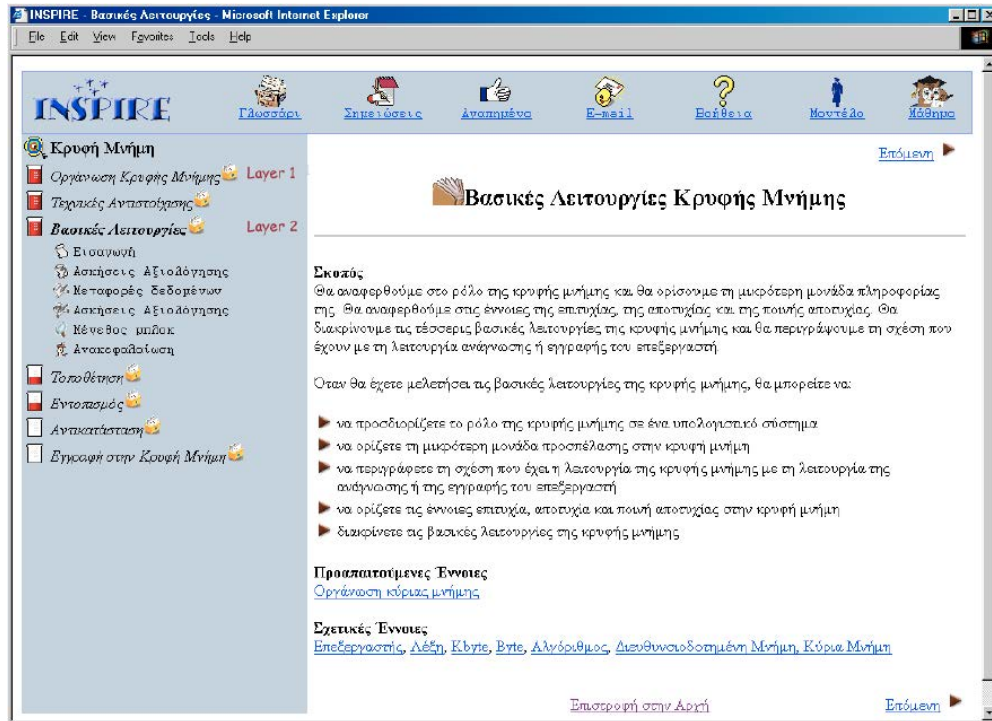 INSPIRE - Βασικές Λειτουργίες - Microsoft Internet Explorer
File Edit View Favorites Tools Help
INSPIRE
Γλωσσάρι Σημειώσεις Αγαπημένα E-mail Βοήθεια Μοντέλο Μάθημα
Κρυφή Μνήμη
Οργάνωση Κρυφής Μνήμης Layer 1
Τεχνικές Αντιστοίχισης
Βασικές Λειτουργίες Layer 2
Εισαγωγή
Ασκήσεις Αξιολόγησης
Μεταφορές δεδομένων
Ασκήσεις Αξιολόγησης
Μέγεθος μπλοκ
Ανακεφαλαίωση
Τοποθέτηση
Εντοπισμός
Αντικατάσταση
Εγγραφή στην Κρυφή Μνήμη
Επόμενη
Βασικές Λειτουργίες Κρυφής Μνήμης
Σκοπός
Θα αναφερθούμε στο ρόλο της κρυφής μνήμης και θα ορίσουμε τη μικρότερη μονάδα πληροφορίας
της. Θα αναφερθούμε στις έννοιες της επιτυχίας, της αποτυχίας και της ποινής αποτυχίας. Θα
διακρίνουμε τις τέσσερις βασικές λειτουργίες της κρυφής μνήμης και θα περιγράψουμε τη σχέση που
έχουν με τη λειτουργία ανάγνωσης ή εγγραφής του επεξεργαστή.
Όταν θα έχετε μελετήσει τις βασικές λειτουργίες της κρυφής μνήμης, θα μπορείτε να:
να προσδιορίζετε το ρόλο της κρυφής μνήμης σε ένα υπολογιστικό σύστημα
να ορίζετε τη μικρότερη μονάδα προσπέλασης στην κρυφή μνήμη
να περιγράφετε τη σχέση που έχει η λειτουργία της κρυφής μνήμης με τη λειτουργία της
ανάγνωσης ή της εγγραφής του επεξεργαστή
να ορίζετε τις έννοιες επιτυχία, αποτυχία και ποινή αποτυχίας στην κρυφή μνήμη
διακρίνετε τις βασικές λειτουργίες της κρυφής μνήμης
Προαπαιτούμενες Έννοιες
Οργάνωση κύριας μνήμης
Σχετικές Έννοιες
Επεξεργαστής, Λέξη, Kbyte, Byte, Αλγόριθμος, Διευθυνσιοδοτημένη Μνήμη, Κύρια Μνήμη
Επιστροφή στην Αρχή Επόμενη